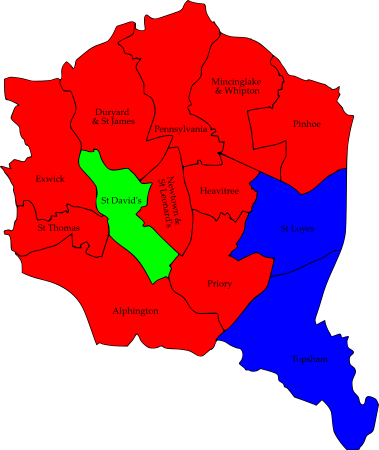 Mincinglake
& Whipton
Duryard
& St James
Pennsylvania
Pinhoe
Exwick
Heavitree
Newtown &
St Leonard's
St David's
St Thomas
St Loyes
Priory
Alphington
Topsham